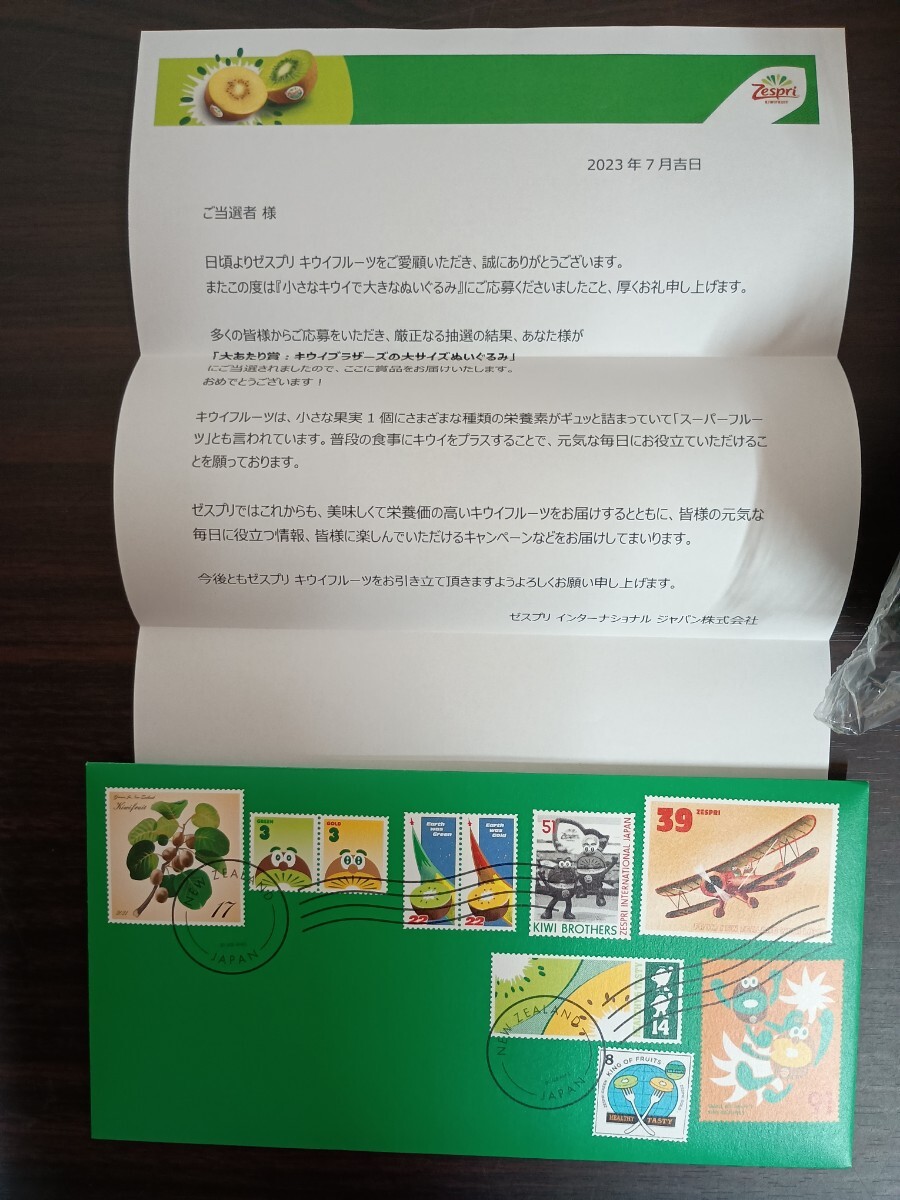 Zespri
KIWIFRUIT
2023 年 7 月吉日
ご当選者 様
日頃よりゼスプリ キウイフルーツをご愛顧いただき、誠にありがとうございます。
またこの度は『小さなキウイで大きなぬいぐるみ』にご応募くださいましたこと、厚くお礼申し上げます。
多くの皆様からご応募をいただき、厳正なる抽選の結果、あなた様が
「大あたり賞：キウイブラザーズの大サイズぬいぐるみ」
にご当選されましたので、ここに賞品をお届けいたします。
おめでとうございます！
キウイフルーツは、小さな果実 1 個にさまざまな種類の栄養素がギュッと詰まっていて「スーパーフルー
ツ」とも言われています。普段の食事にキウイをプラスすることで、元気な毎日にお役立ていただけるこ
とを願っております。
ゼスプリではこれからも、美味しくて栄養価の高いキウイフルーツをお届けするとともに、皆様の元気な
毎日に役立つ情報、皆様に楽しんでいただけるキャンペーンなどをお届けしてまいります。
今後ともゼスプリ キウイフルーツをお引き立て頂きますようよろしくお願い申し上げます。
ゼスプリ インターナショナル ジャパン株式会社
Kiwifruit
17
GREEN
3
GOLD
3
Earth
was
Green
22
Earth
was
Gold
22
51
KIWI BROTHERS
ZESPRI INTERNATIONAL JAPAN
39 ZESPRI
NEW ZEALAND
JAPAN
14
NEW ZEALAND
JAPAN
8
KING OF FRUITS
HEALTHY TASTY